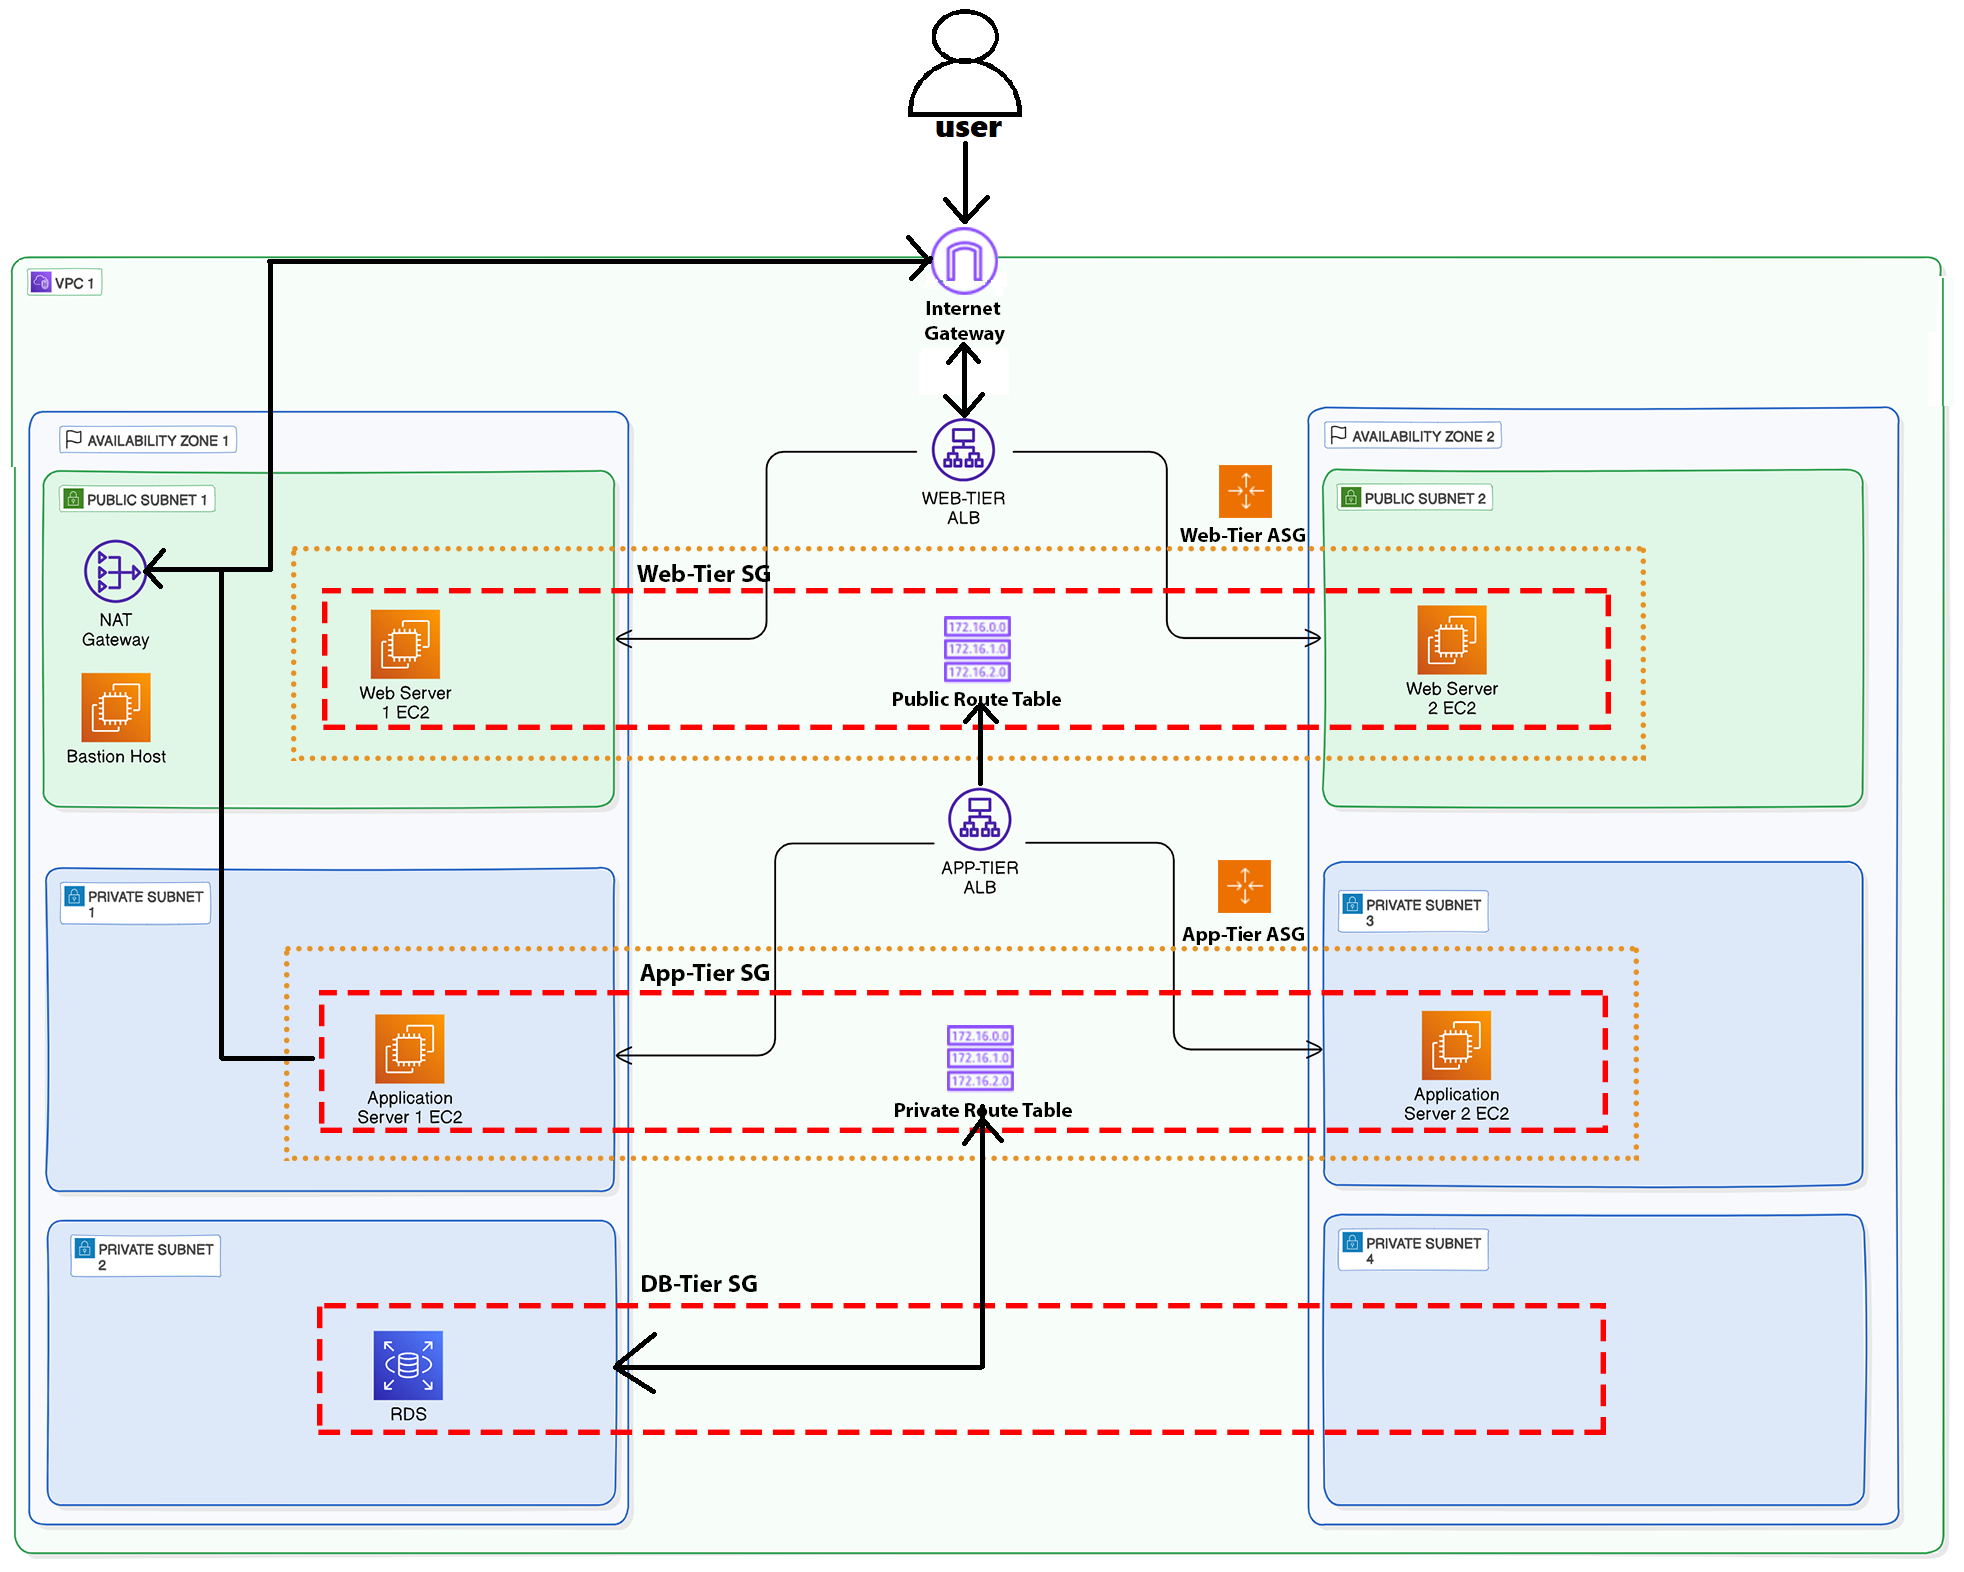 user
VPC 1
Internet
Gateway
AVAILABILITY ZONE 1
AVAILABILITY ZONE 2
PUBLIC SUBNET 1
WEB-TIER
ALB
PUBLIC SUBNET 2
Web-Tier ASG
Web-Tier SG
NAT
Gateway
172.16.0.0
172.16.1.0
172.16.2.0
Public Route Table
Web Server
1 EC2
Web Server
2 EC2
Bastion Host
APP-TIER
ALB
PRIVATE SUBNET
1
PRIVATE SUBNET
3
App-Tier ASG
App-Tier SG
172.16.0.0
172.16.1.0
172.16.2.0
Private Route Table
Application
Server 1 EC2
Application
Server 2 EC2
PRIVATE SUBNET
2
PRIVATE SUBNET
4
DB-Tier SG
RDS